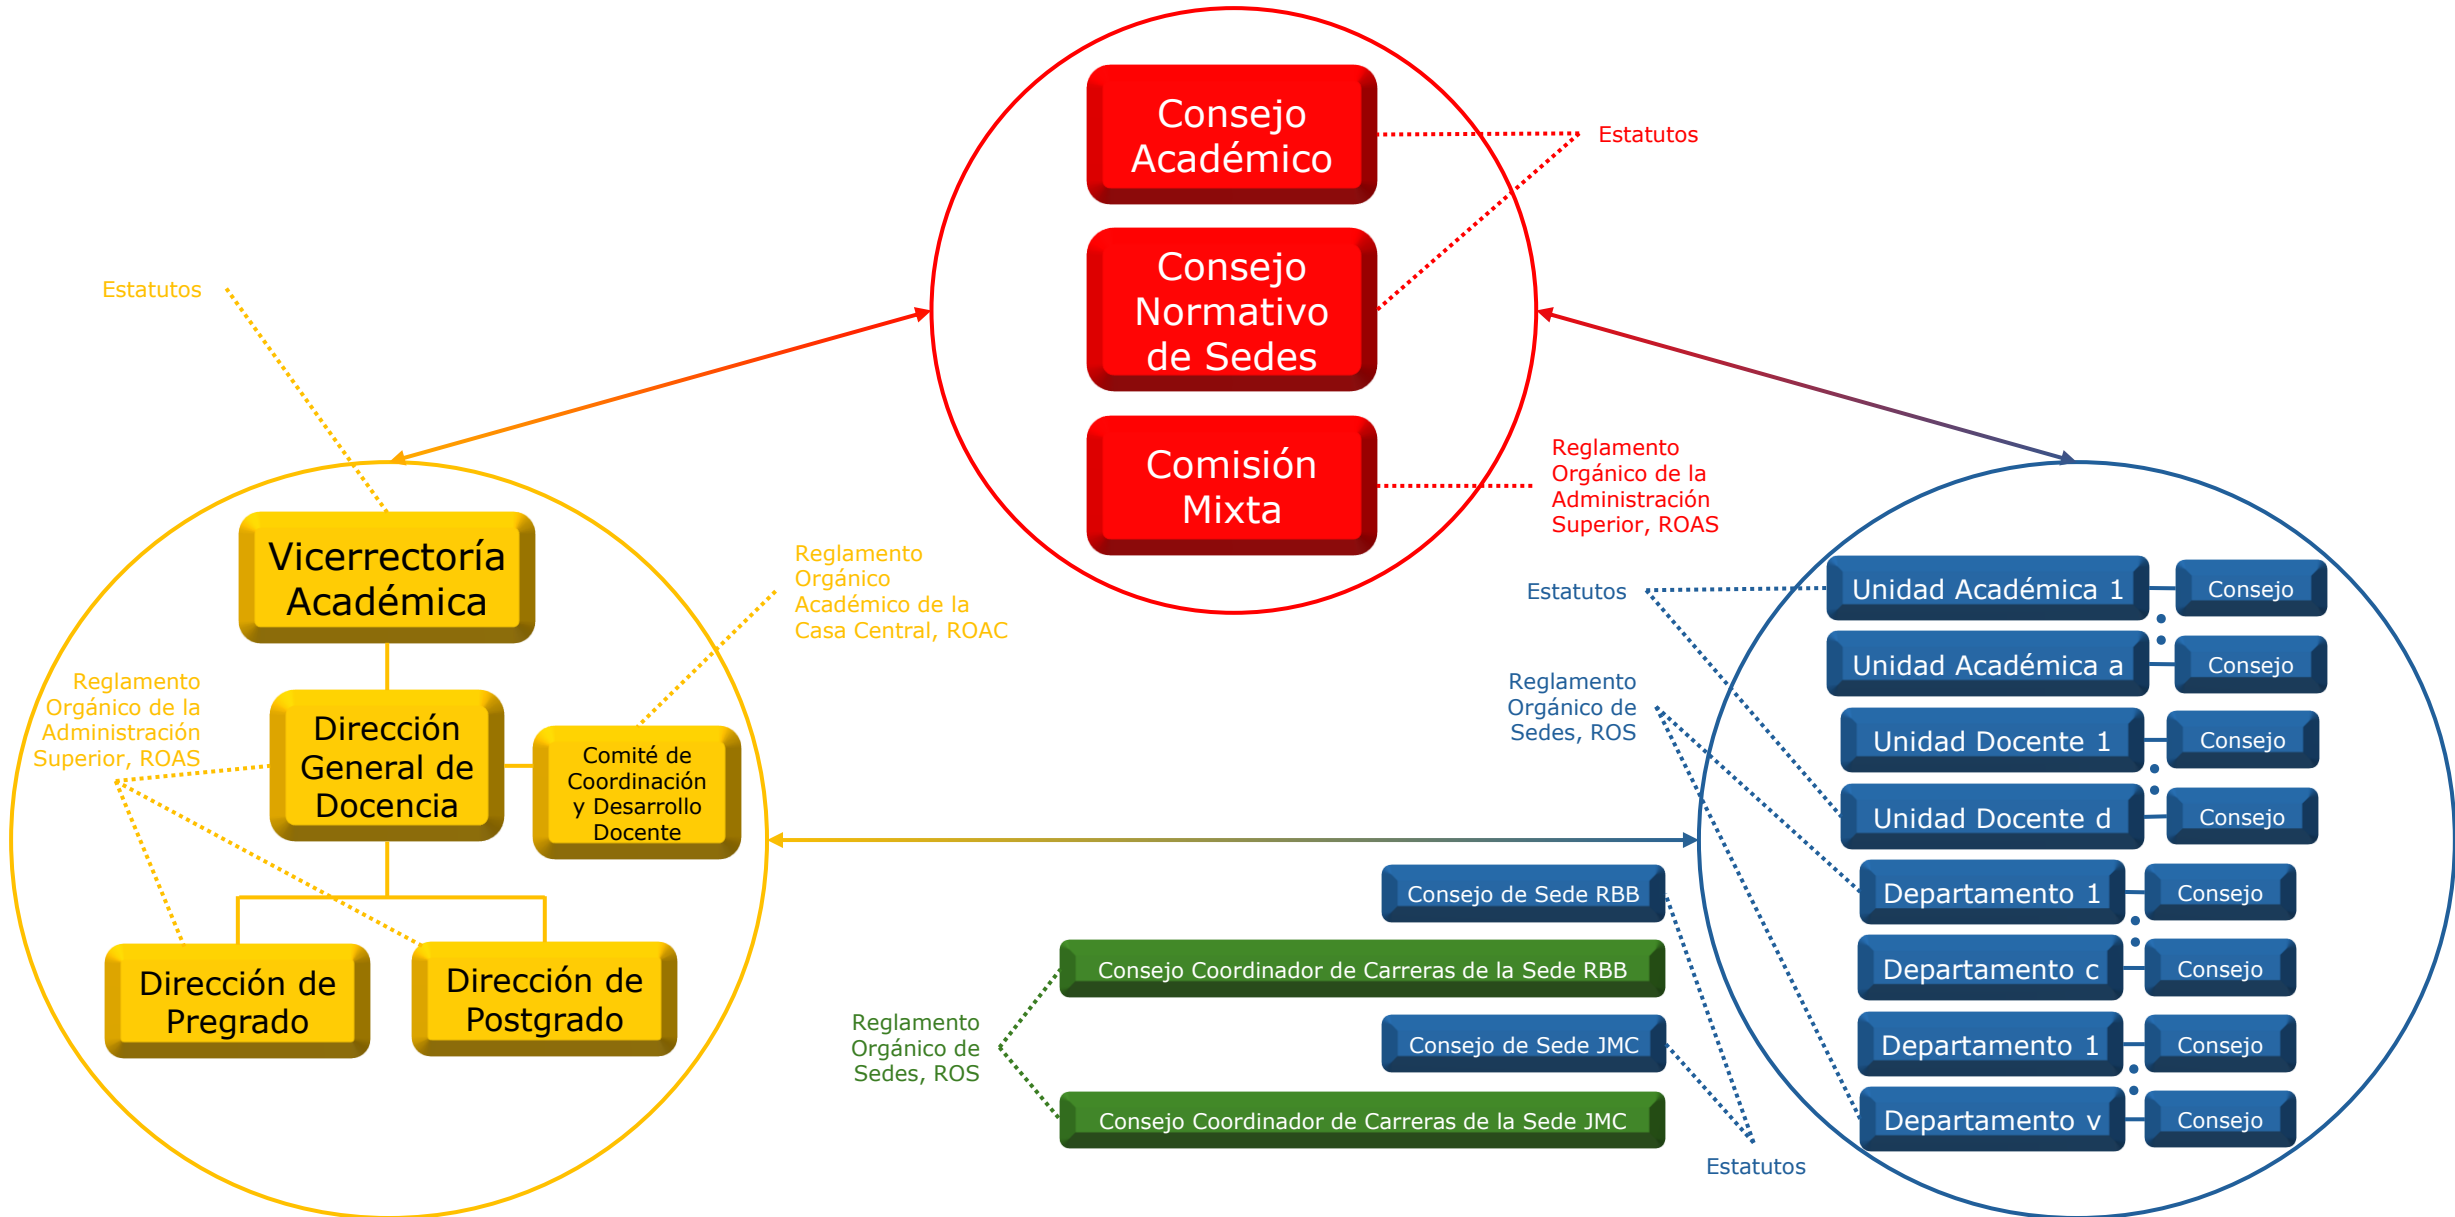 Consejo
Académico
Estatutos
Consejo
Normativo
de Sedes
Comisión
Mixta
Reglamento
Orgánico de la
Administración
Superior, ROAS
Estatutos
Vicerrectoría
Académica
Reglamento
Orgánico
Académico de la
Casa Central, ROAC
Reglamento
Orgánico de la
Administración
Superior, ROAS
Dirección
General de
Docencia
Comité de
Coordinación
y Desarrollo
Docente
Dirección de
Pregrado
Dirección de
Postgrado
Estatutos
Unidad Académica 1
Consejo
Unidad Académica a
Consejo
Reglamento
Orgánico de
Sedes, ROS
Unidad Docente 1
Consejo
Unidad Docente d
Consejo
Departamento 1
Consejo
Departamento c
Consejo
Departamento 1
Consejo
Departamento v
Consejo
Consejo de Sede RBB
Consejo Coordinador de Carreras de la Sede RBB
Reglamento
Orgánico de
Sedes, ROS
Consejo de Sede JMC
Consejo Coordinador de Carreras de la Sede JMC
Estatutos